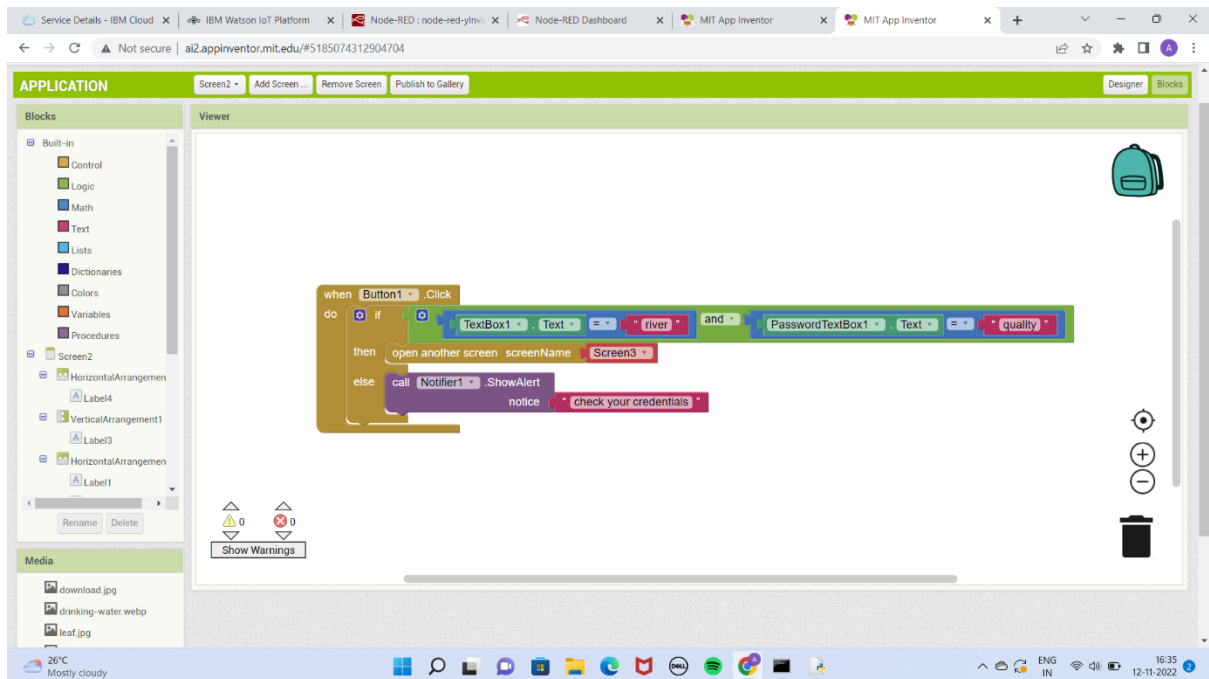 Service Details - IBM Cloud
IBM Watson IoT Platform
Node-RED : node-red-ylnv
Node-RED Dashboard
MIT App Inventor
MIT App Inventor
Not secure | ai2.appinventor.mit.edu/#5185074312904704
A
APPLICATION
Screen2
Add Screen ...
Remove Screen
Publish to Gallery
Designer
Blocks
Blocks
Viewer
Built-in
Control
Logic
Math
Text
Lists
Dictionaries
Colors
Variables
Procedures
Screen2
HorizontalArrangemen
Label4
VerticalArrangement1
Label3
HorizontalArrangemen
Label1
Rename
Delete
Media
download.jpg
drinking-water.webp
leaf.jpg
when Button1 .Click
do if TextBox1 . Text = " river " and PasswordTextBox1 . Text = " quality "
then open another screen screenName Screen3
else call Notifier1 .ShowAlert
notice " check your credentials "
0 0
Show Warnings
26°C
Mostly cloudy
DELL
ENG
IN
16:35
12-11-2022
2